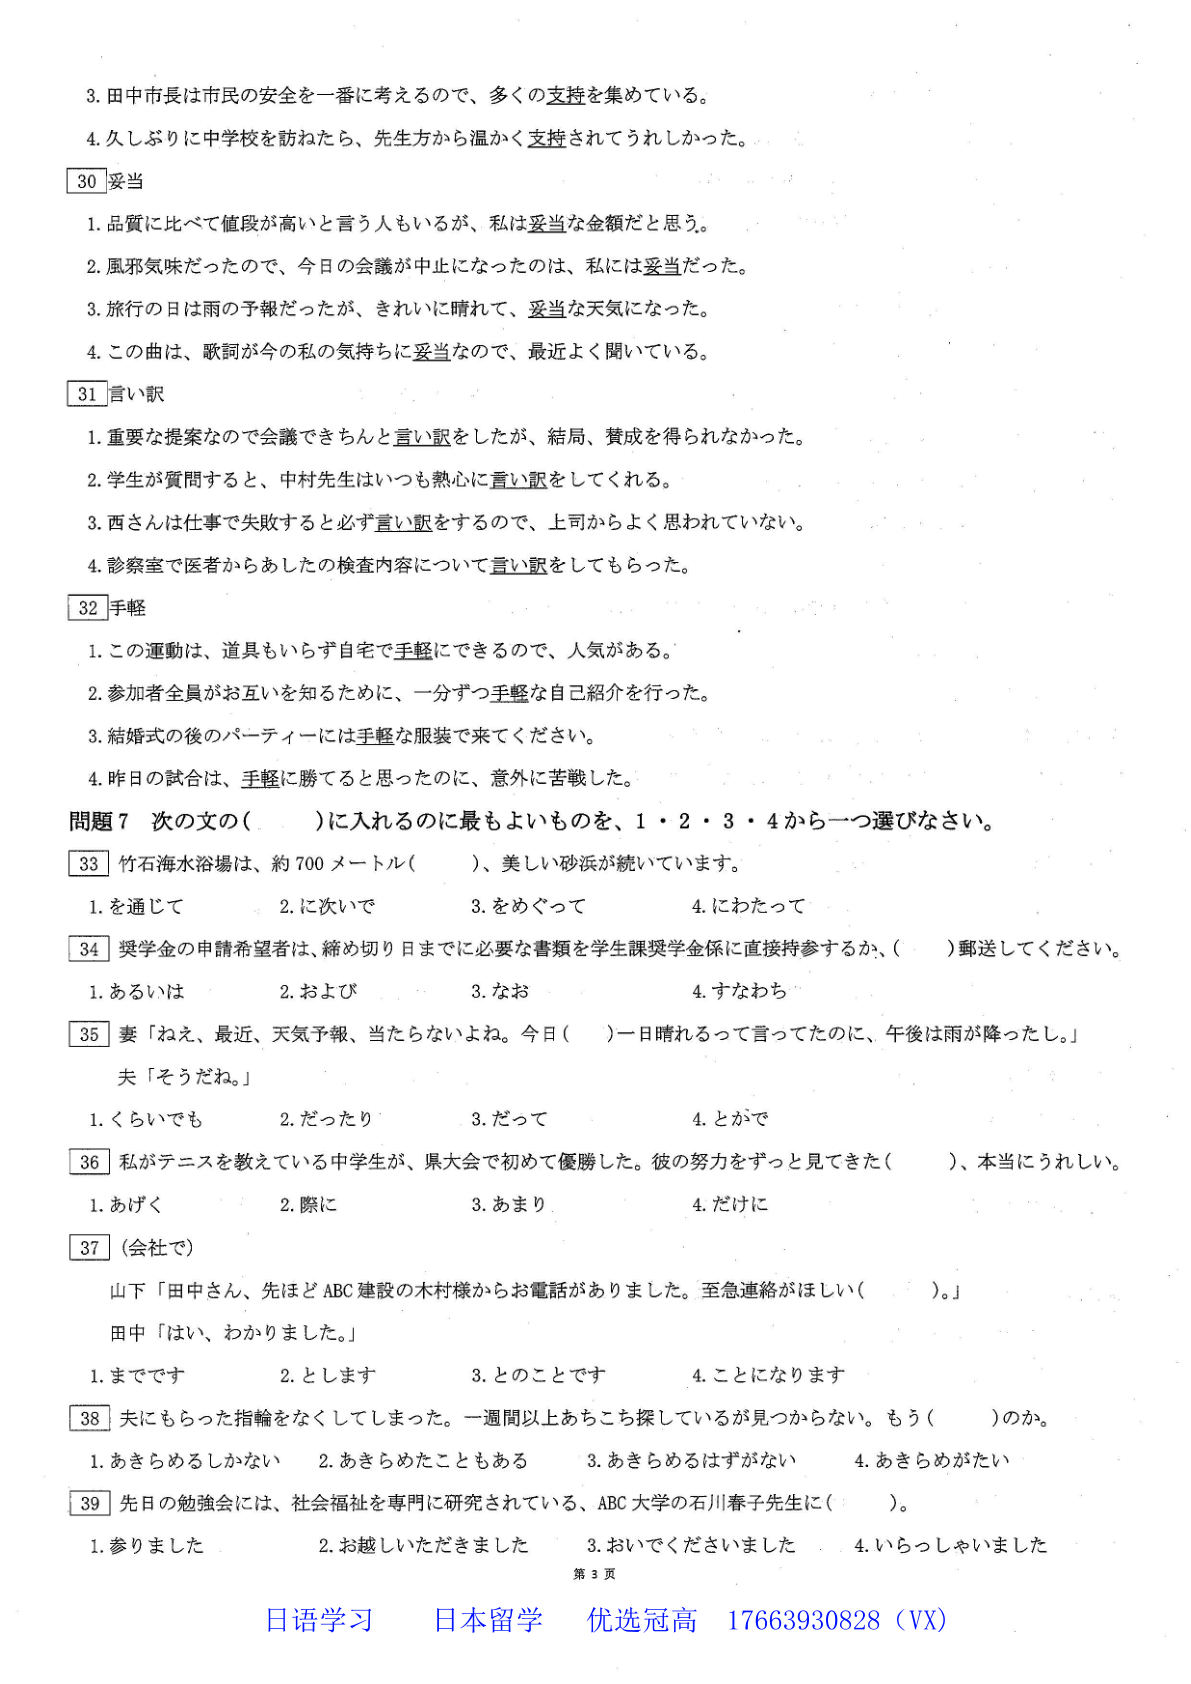 3.田中市長は市民の安全を一番に考えるので、多くの支持を集めている。
4.久しぶりに中学校を訪ねたら、先生方から温かく支持されてうれしかった。
30 妥当
1.品質に比べて値段が高いと言う人もいるが、私は妥当な金額だと思う。
2.風邪気味だったので、今日の会議が中止になったのは、私には妥当だった。
3.旅行の日は雨の予報だったが、きれいに晴れて、妥当な天気になった。
4.この曲は、歌詞が今の私の気持ちに妥当なので、最近よく聞いている。
31 言い訳
1.重要な提案なので会議できちんと言い訳をしたが、結局、賛成を得られなかった。
2.学生が質問すると、中村先生はいつも熱心に言い訳をしてくれる。
3.西さんは仕事で失敗すると必ず言い訳をするので、上司からよく思われていない。
4.診察室で医者からあしたの検査内容について言い訳をしてもらった。
32 手軽
1.この運動は、道具もいらず自宅で手軽にできるので、人気がある。
2.参加者全員がお互いを知るために、一分ずつ手軽な自己紹介を行った。
3.結婚式の後のパーティーには手軽な服装で来てください。
4.昨日の試合は、手軽に勝てると思ったのに、意外に苦戦した。
問題7 次の文の( )に入れるのに最もよいものを、1・2・3・4から一つ選びなさい。
33 竹石海水浴場は、約700メートル( )、美しい砂浜が続いています。
1.を通じて 2.に次いで 3.をめぐって 4.にわたって
34 奨学金の申請希望者は、締め切り日までに必要な書類を学生課奨学金係に直接持参するか、( )郵送してください。
1.あるいは 2.および 3.なお 4.すなわち
35 妻「ねえ、最近、天気予報、当たらないよね。今日( )一日晴れるって言ってたのに、午後は雨が降ったし。」
夫「そうだね。」
1.くらいでも 2.だったり 3.だって 4.とかで
36 私がテニスを教えている中学生が、県大会で初めて優勝した。彼の努力をずっと見てきた( )、本当にうれしい。
1.あげく 2.際に 3.あまり 4.だけに
37 (会社で)
山下「田中さん、先ほどABC建設の木村様からお電話がありました。至急連絡がほしい( )。」
田中「はい、わかりました。」
1.までです 2.とします 3.とのことです 4.ことになります
38 夫にもらった指輪をなくしてしまった。一週間以上あちこち探しているが見つからない。もう( )のか。
1.あきらめるしかない 2.あきらめたこともある 3.あきらめるはずがない 4.あきらめがたい
39 先日の勉強会には、社会福祉を専門に研究されている、ABC大学の石川春子先生に( )。
1.参りました 2.お越しいただきました 3.おいでくださいました 4.いらっしゃいました
第 3 页
日语学习 日本留学 优选冠高 17663930828（VX）